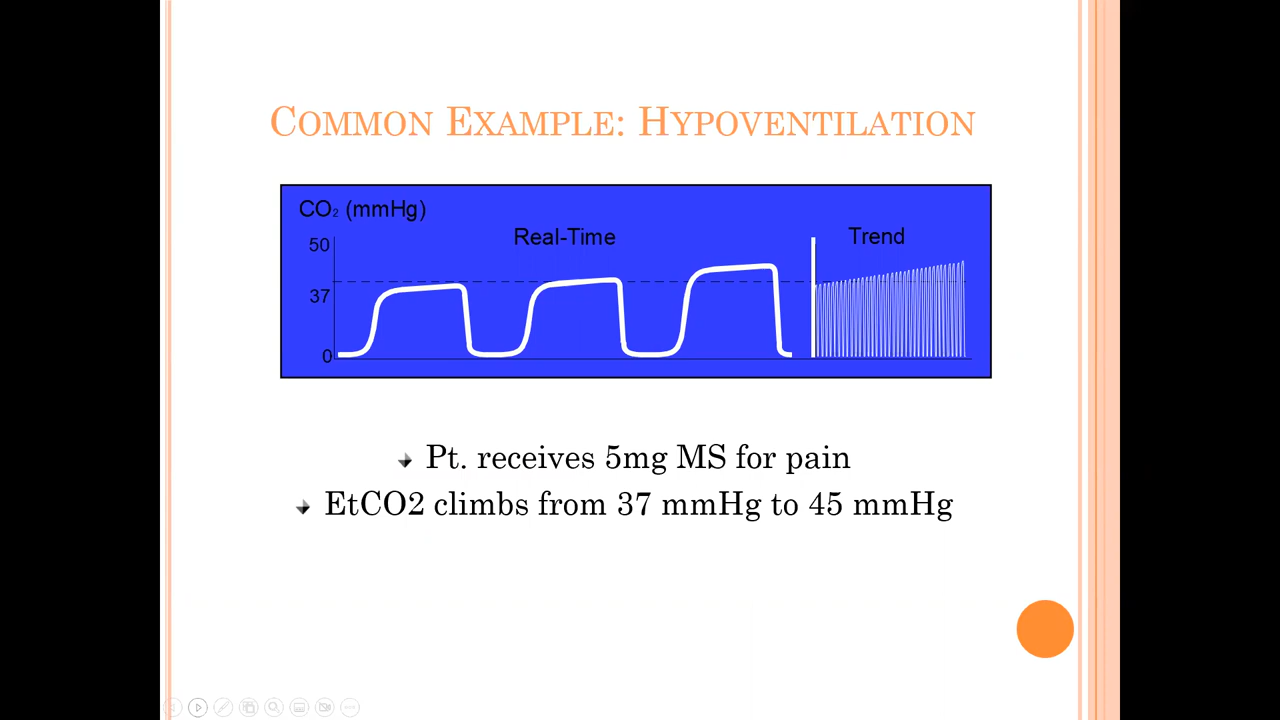 COMMON EXAMPLE: HYPOVENTILATION
CO₂ (mmHg)
Real-Time
Trend
50
37
0
Pt. receives 5mg MS for pain
EtCO2 climbs from 37 mmHg to 45 mmHg